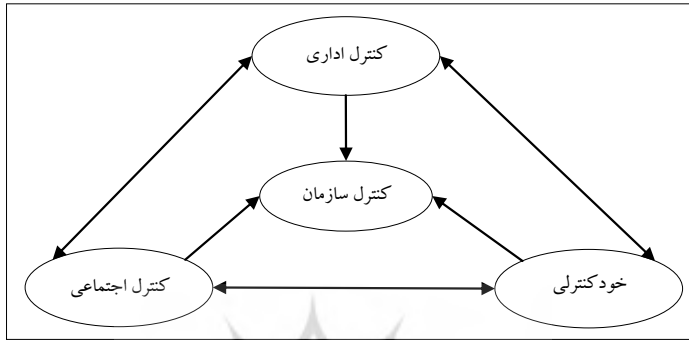 کنترل اداری
کنترل سازمان
خودکنترلی
کنترل اجتماعی